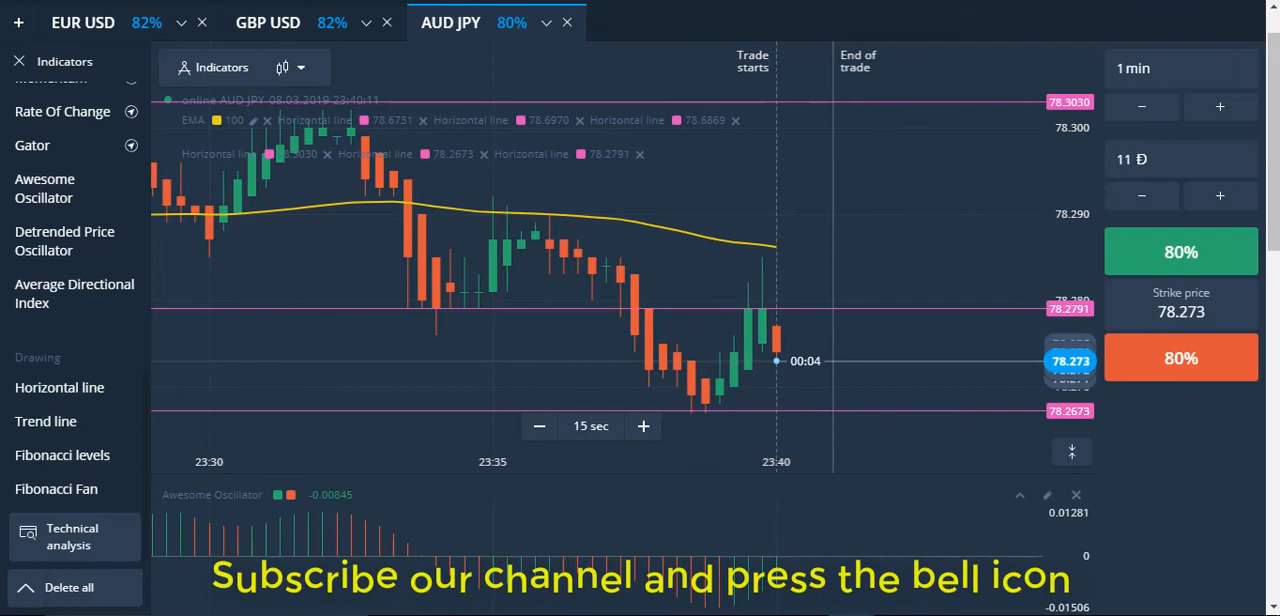 + EUR USD 82% GBP USD 82% AUD JPY 80%
Indicators
Rate Of Change
Gator
Awesome
Oscillator
Detrended Price
Oscillator
Average Directional
Index
Drawing
Horizontal line
Trend line
Fibonacci levels
Fibonacci Fan
Technical
analysis
Delete all
Indicators
online AUD JPY 08.03.2019 23:40:11
EMA 100 Horizontal line 78.6731 Horizontal line 78.6970 Horizontal line 78.6869
Horizontal line 78.3030 Horizontal line 78.2673 Horizontal line 78.2791
Trade
starts
End of
trade
78.3030
78.300
78.290
78.280
78.2791
78.273
78.2673
00:04
− 15 sec +
23:30 23:35 23:40
Awesome Oscillator -0.00845
0.01281
0
-0.01506
1 min
− +
11 Đ
− +
80%
Strike price
78.273
80%
Subscribe our channel and press the bell icon